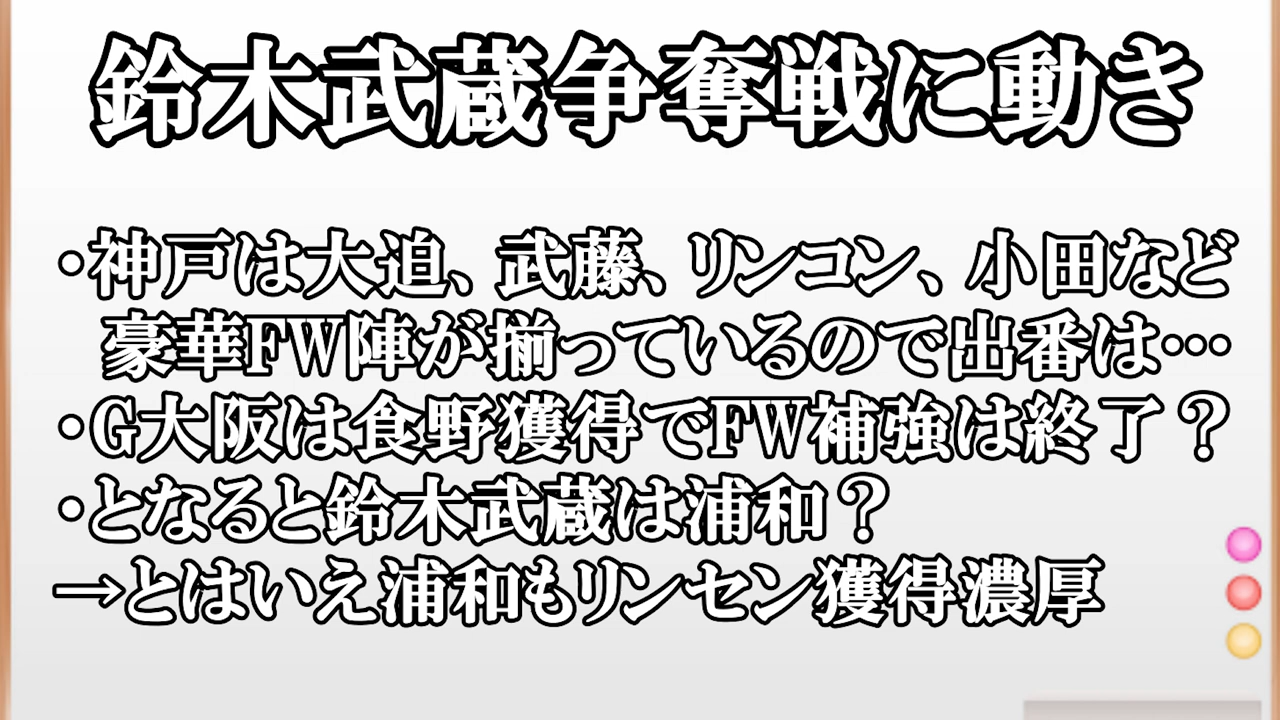 鈴木武蔵争奪戦に動き
・神戸は大迫、武藤、リンコン、小田など
豪華FW陣が揃っているので出番は…
・G大阪は食野獲得でFW補強は終了？
・となると鈴木武蔵は浦和？
→とはいえ浦和もリンセン獲得濃厚